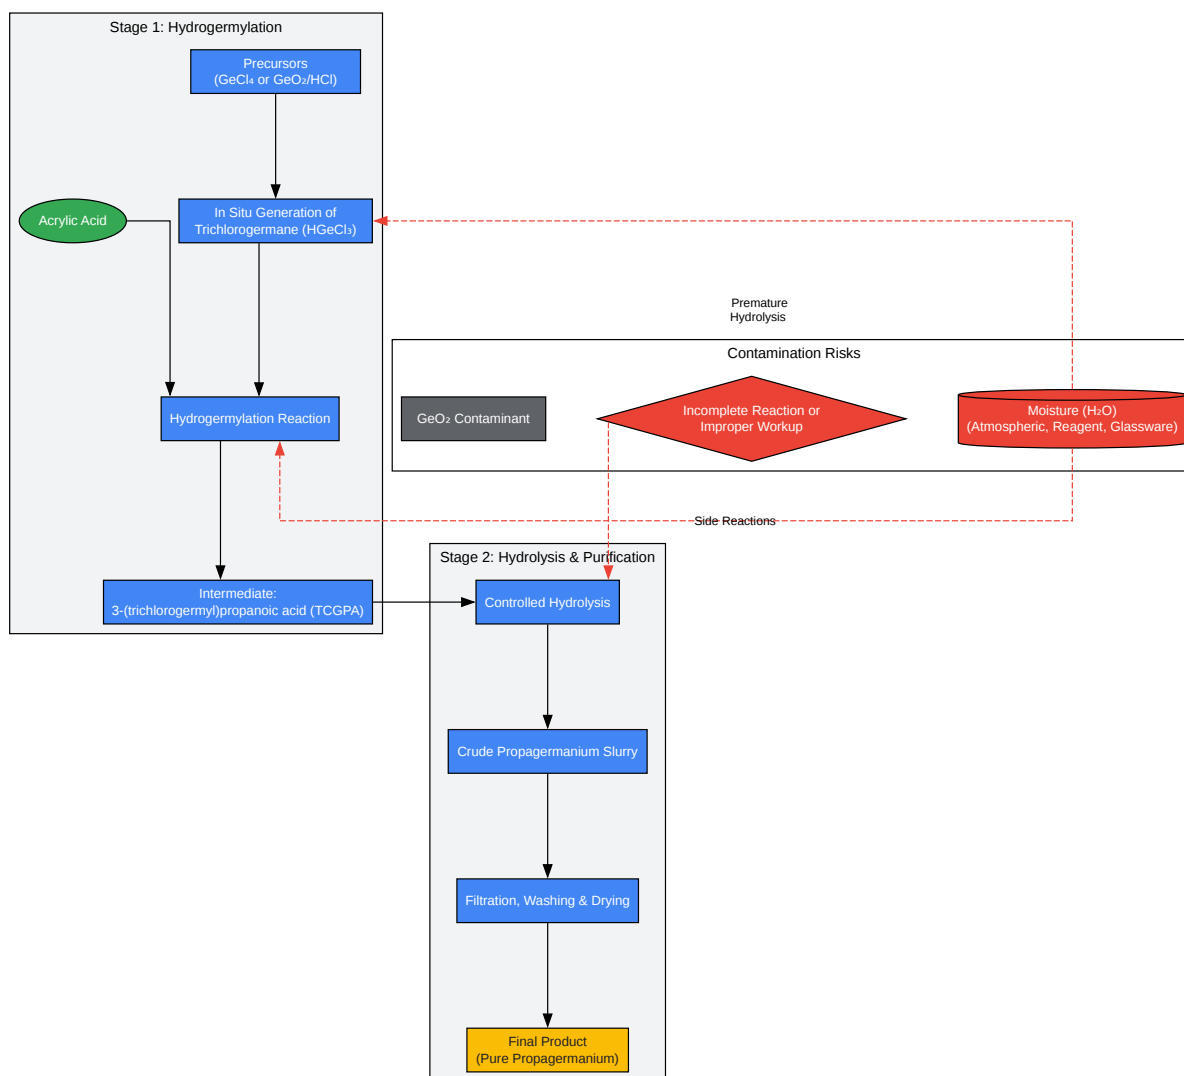 Stage 1: Hydrogermylation
Precursors
(GeCl₄ or GeO₂/HCl)
Acrylic Acid
In Situ Generation of
Trichlorogermane (HGeCl₃)
Premature
Hydrolysis
Contamination Risks
Hydrogermylation Reaction
GeO₂ Contaminant
Incomplete Reaction or
Improper Workup
Moisture (H₂O)
(Atmospheric, Reagent, Glassware)
Side Reactions
Stage 2: Hydrolysis & Purification
Intermediate:
3-(trichlorogermyl)propanoic acid (TCGPA)
Controlled Hydrolysis
Crude Propagermanium Slurry
Filtration, Washing & Drying
Final Product
(Pure Propagermanium)